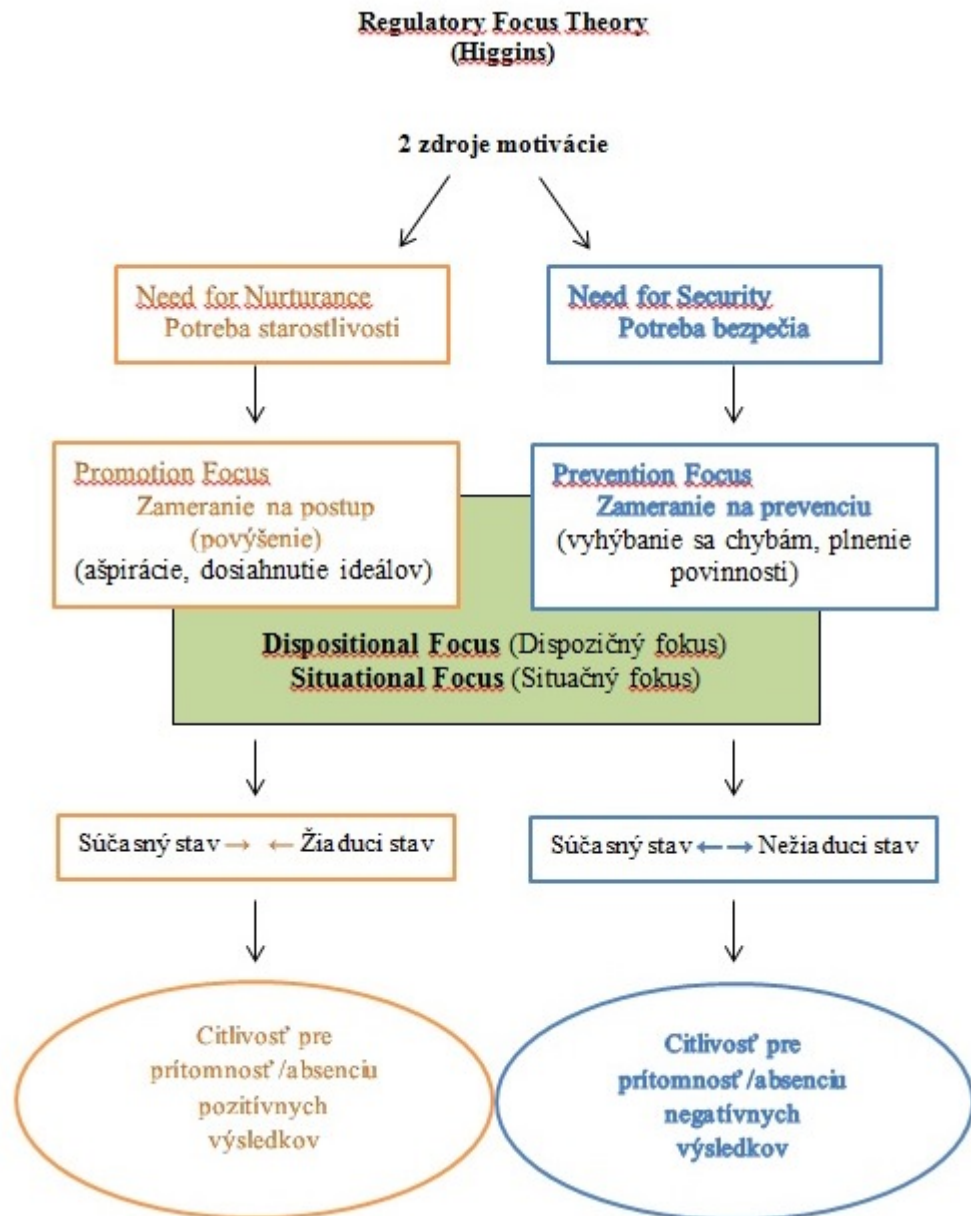 Regulatory Focus Theory
(Higgins)
2 zdroje motivácie
Need for Nurturance
Potreba starostlivosti
Need for Security
Potreba bezpečia
Promotion Focus
Zameranie na postup
(povýšenie)
(ašpirácie, dosiahnutie ideálov)
Prevention Focus
Zameranie na prevenciu
(vyhýbanie sa chybám, plnenie
povinnosti)
Dispositional Focus (Dispozičný fokus)
Situational Focus (Situačný fokus)
Súčasný stav → ← Žiaduci stav
Súčasný stav ← → Nežiaduci stav
Citlivosť pre
prítomnosť/absenciu
pozitívnych
výsledkov
Citlivosť pre
prítomnosť/absenciu
negatívnych
výsledkov